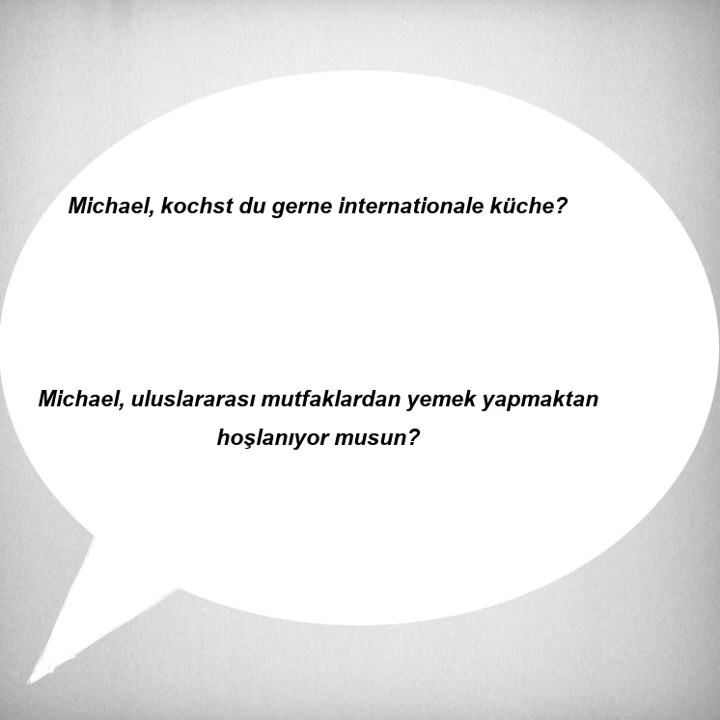 Michael, kochst du gerne internationale küche?
Michael, uluslararası mutfaklardan yemek yapmaktan
hoşlanıyor musun?